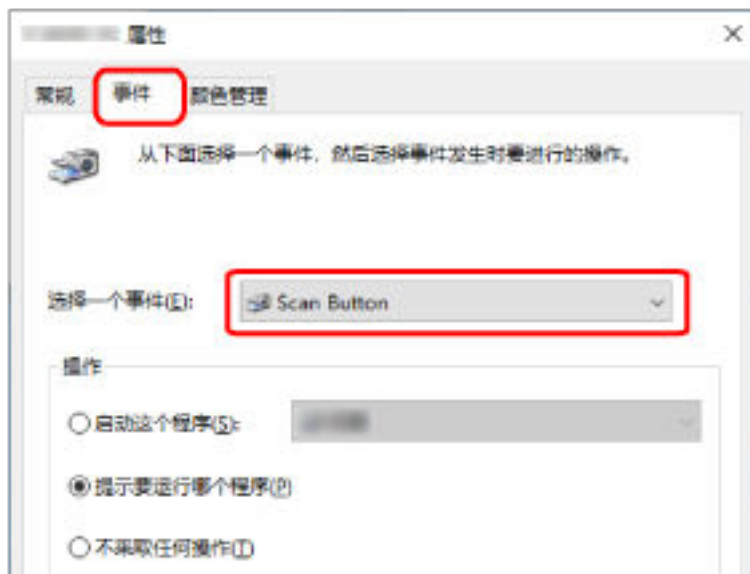 属性
常规 事件 颜色管理
从下面选择一个事件，然后选择事件发生时要进行的操作。
选择一个事件(E): Scan Button
操作
启动这个程序(S):
提示要运行哪个程序(P)
不采取任何操作(T)